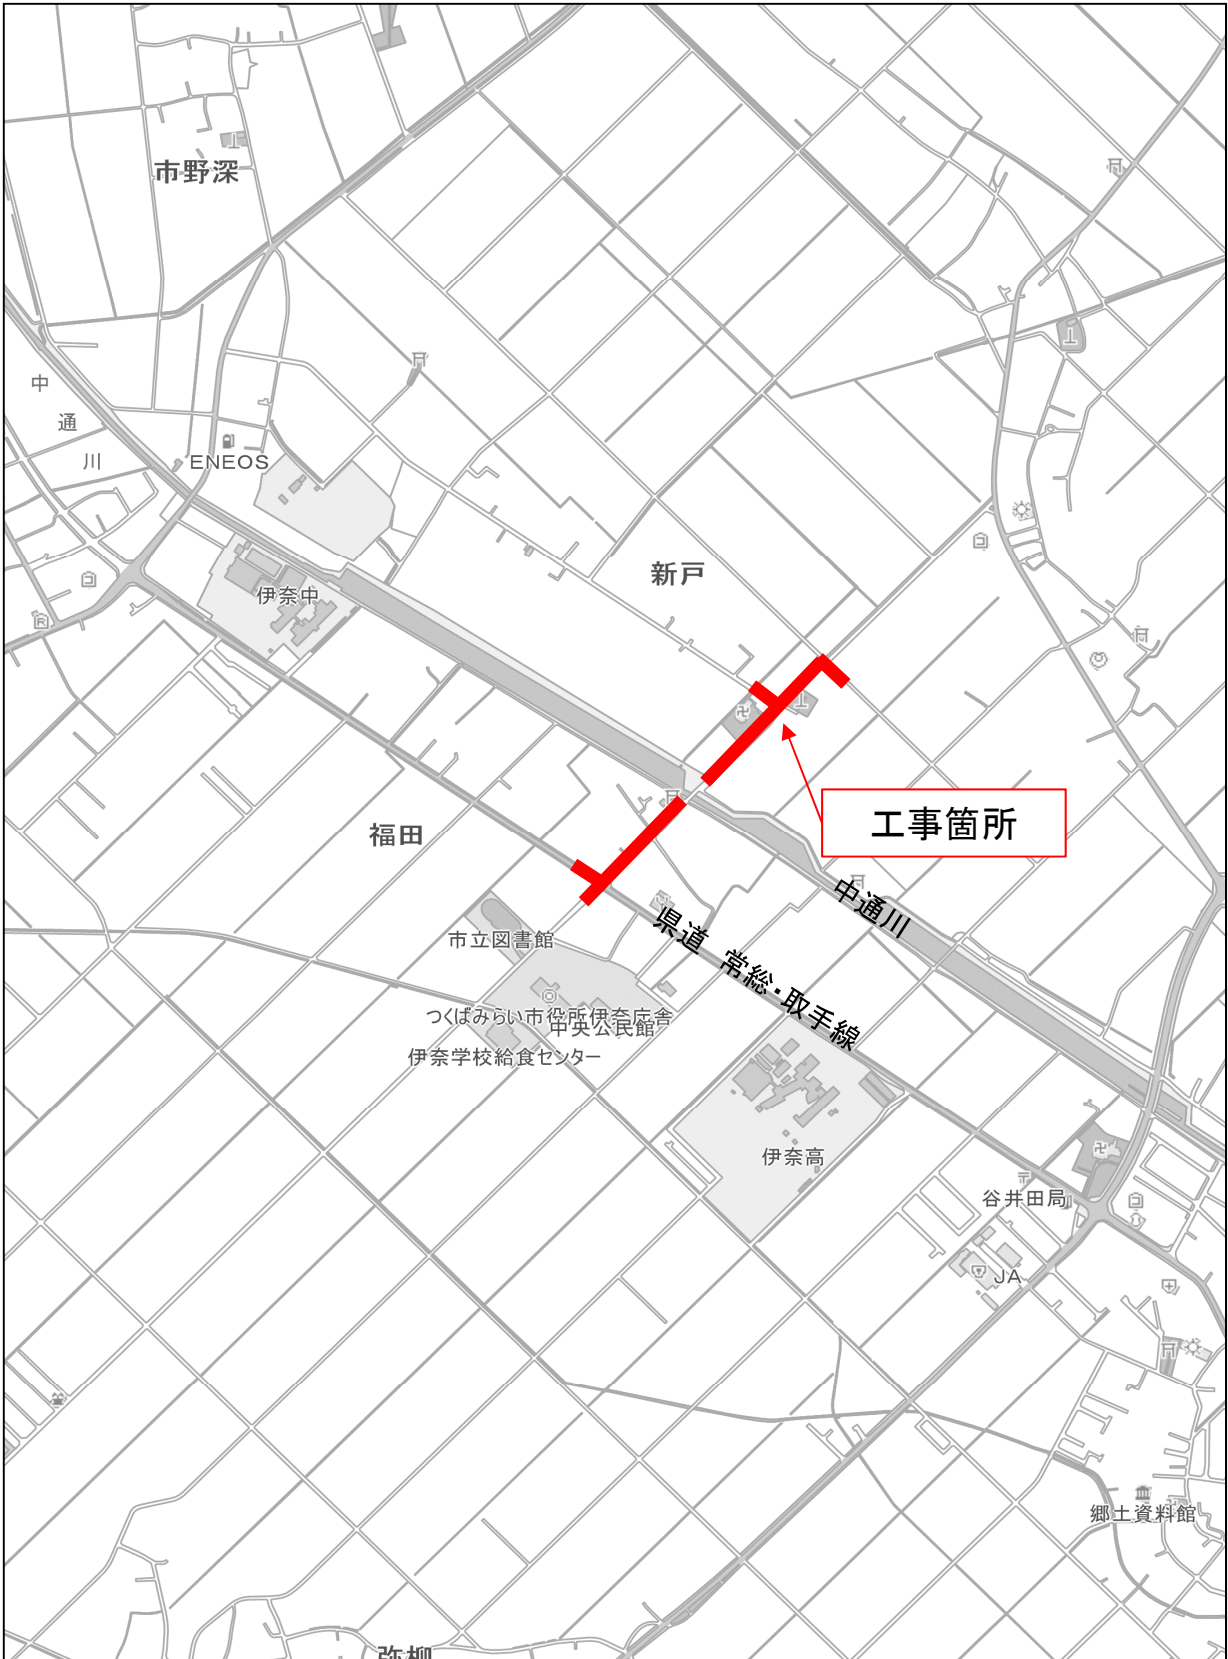 市野深
中通川
ENEOS
伊奈中
新戸
工事箇所
福田
中通川
県道 常総・取手線
市立図書館
つくばみらい市役所伊奈庁舎
中央公民館
伊奈学校給食センター
伊奈高
谷井田局
JA
郷土資料館
弥柳